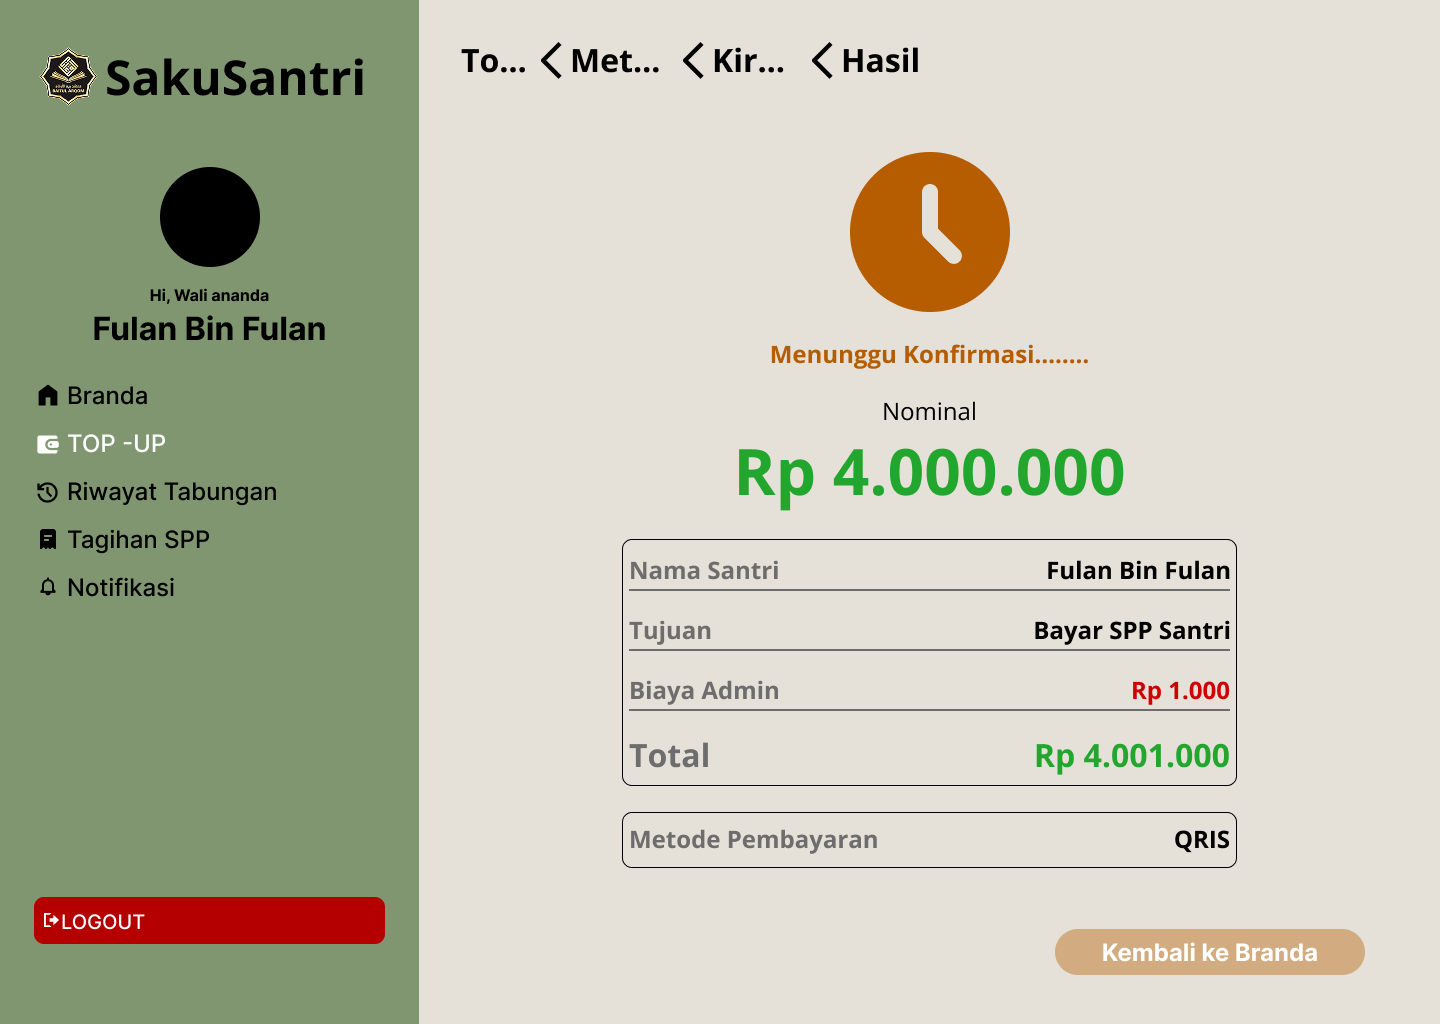 SakuSantri
Hi, Wali ananda
Fulan Bin Fulan
Branda
TOP -UP
Riwayat Tabungan
Tagihan SPP
Notifikasi
LOGOUT
To... Met... Kir... Hasil
Menunggu Konfirmasi........
Nominal
Rp 4.000.000
Nama Santri Fulan Bin Fulan
Tujuan Bayar SPP Santri
Biaya Admin Rp 1.000
Total Rp 4.001.000
Metode Pembayaran QRIS
Kembali ke Branda